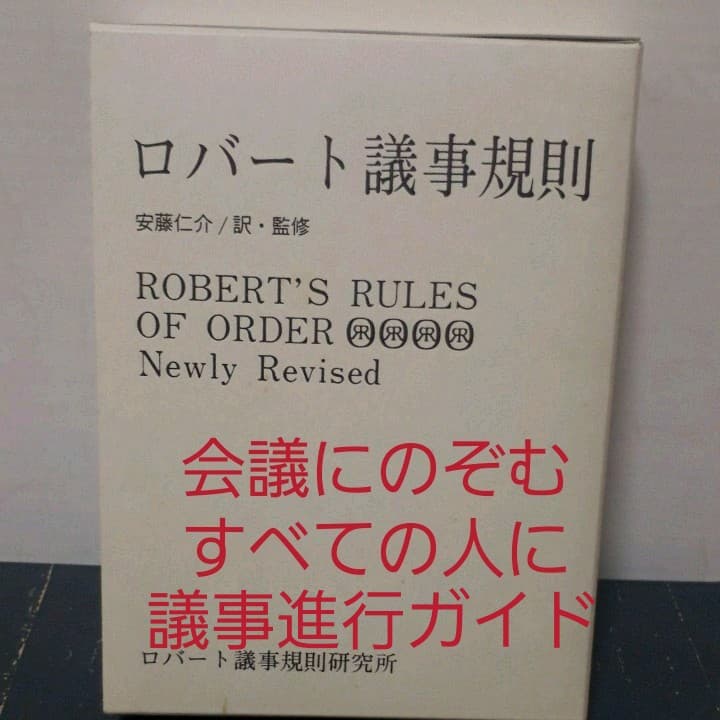 ロバート議事規則
安藤仁介/訳・監修
ROBERT'S RULES
OF ORDER
Newly Revised
会議にのぞむ
すべての人に
議事進行ガイド
ロバート議事規則研究所